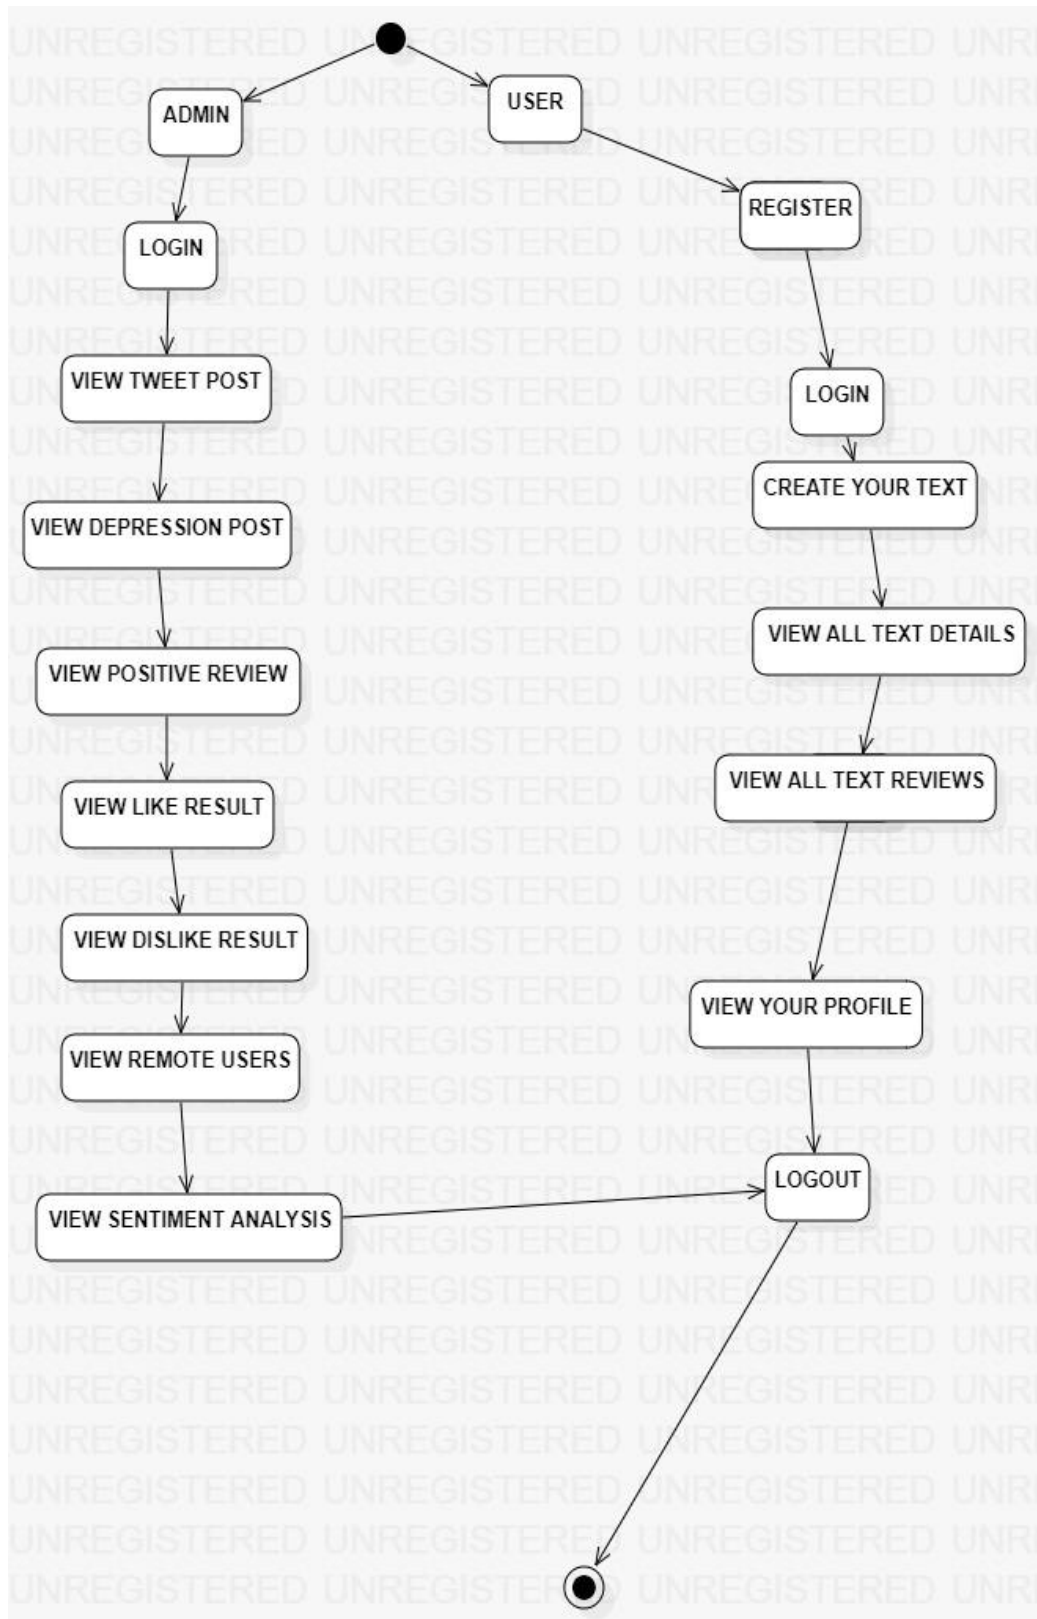 ADMIN
USER
REGISTER
LOGIN
VIEW TWEET POST
LOGIN
CREATE YOUR TEXT
VIEW DEPRESSION POST
VIEW ALL TEXT DETAILS
VIEW POSITIVE REVIEW
VIEW ALL TEXT REVIEWS
VIEW LIKE RESULT
VIEW DISLIKE RESULT
VIEW YOUR PROFILE
VIEW REMOTE USERS
LOGOUT
VIEW SENTIMENT ANALYSIS
UNREGISTERED